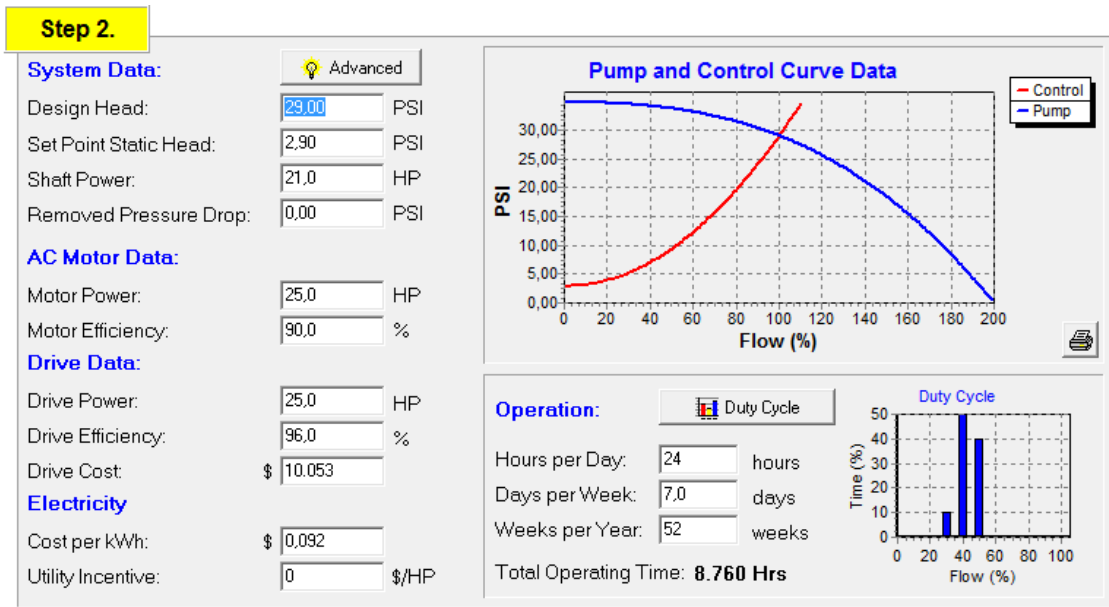 Step 2.
System Data:
Advanced
Design Head: 29,00 PSI
Set Point Static Head: 2,90 PSI
Shaft Power: 21,0 HP
Removed Pressure Drop: 0,00 PSI
AC Motor Data:
Motor Power: 25,0 HP
Motor Efficiency: 90,0 %
Drive Data:
Drive Power: 25,0 HP
Drive Efficiency: 96,0 %
Drive Cost: $ 10.053
Electricity
Cost per kWh: $ 0,092
Utility Incentive: 0 $/HP
Pump and Control Curve Data
Control
Pump
PSI
30,00
25,00
20,00
15,00
10,00
5,00
0,00
0 20 40 60 80 100 120 140 160 180 200
Flow (%)
Operation:
Duty Cycle
Hours per Day: 24 hours
Days per Week: 7,0 days
Weeks per Year: 52 weeks
Total Operating Time: 8.760 Hrs
Duty Cycle
Time (%)
50
40
30
20
10
0
0 20 40 60 80 100
Flow (%)